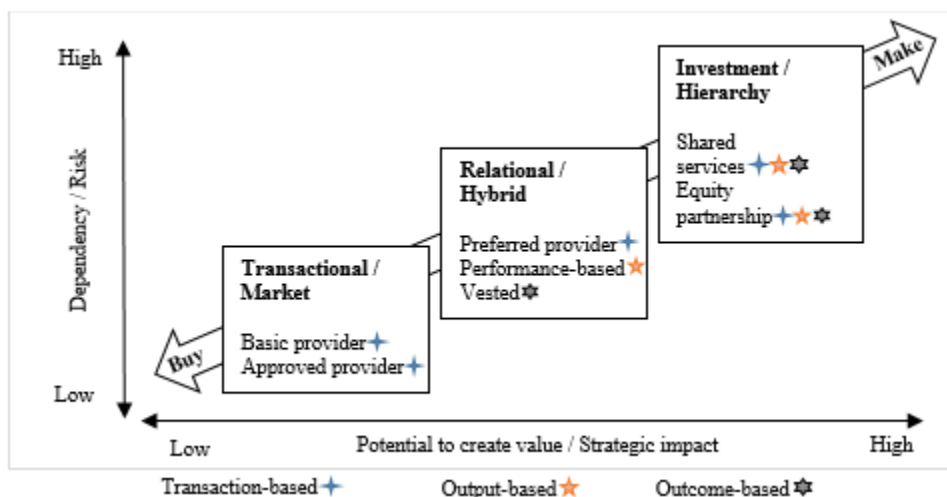 High
Dependency / Risk
Low
Make
Investment /
Hierarchy
Shared
services
Equity
partnership
Relational /
Hybrid
Preferred provider
Performance-based
Vested
Transactional /
Market
Basic provider
Approved provider
Buy
Low
Potential to create value / Strategic impact
High
Transaction-based
Output-based
Outcome-based